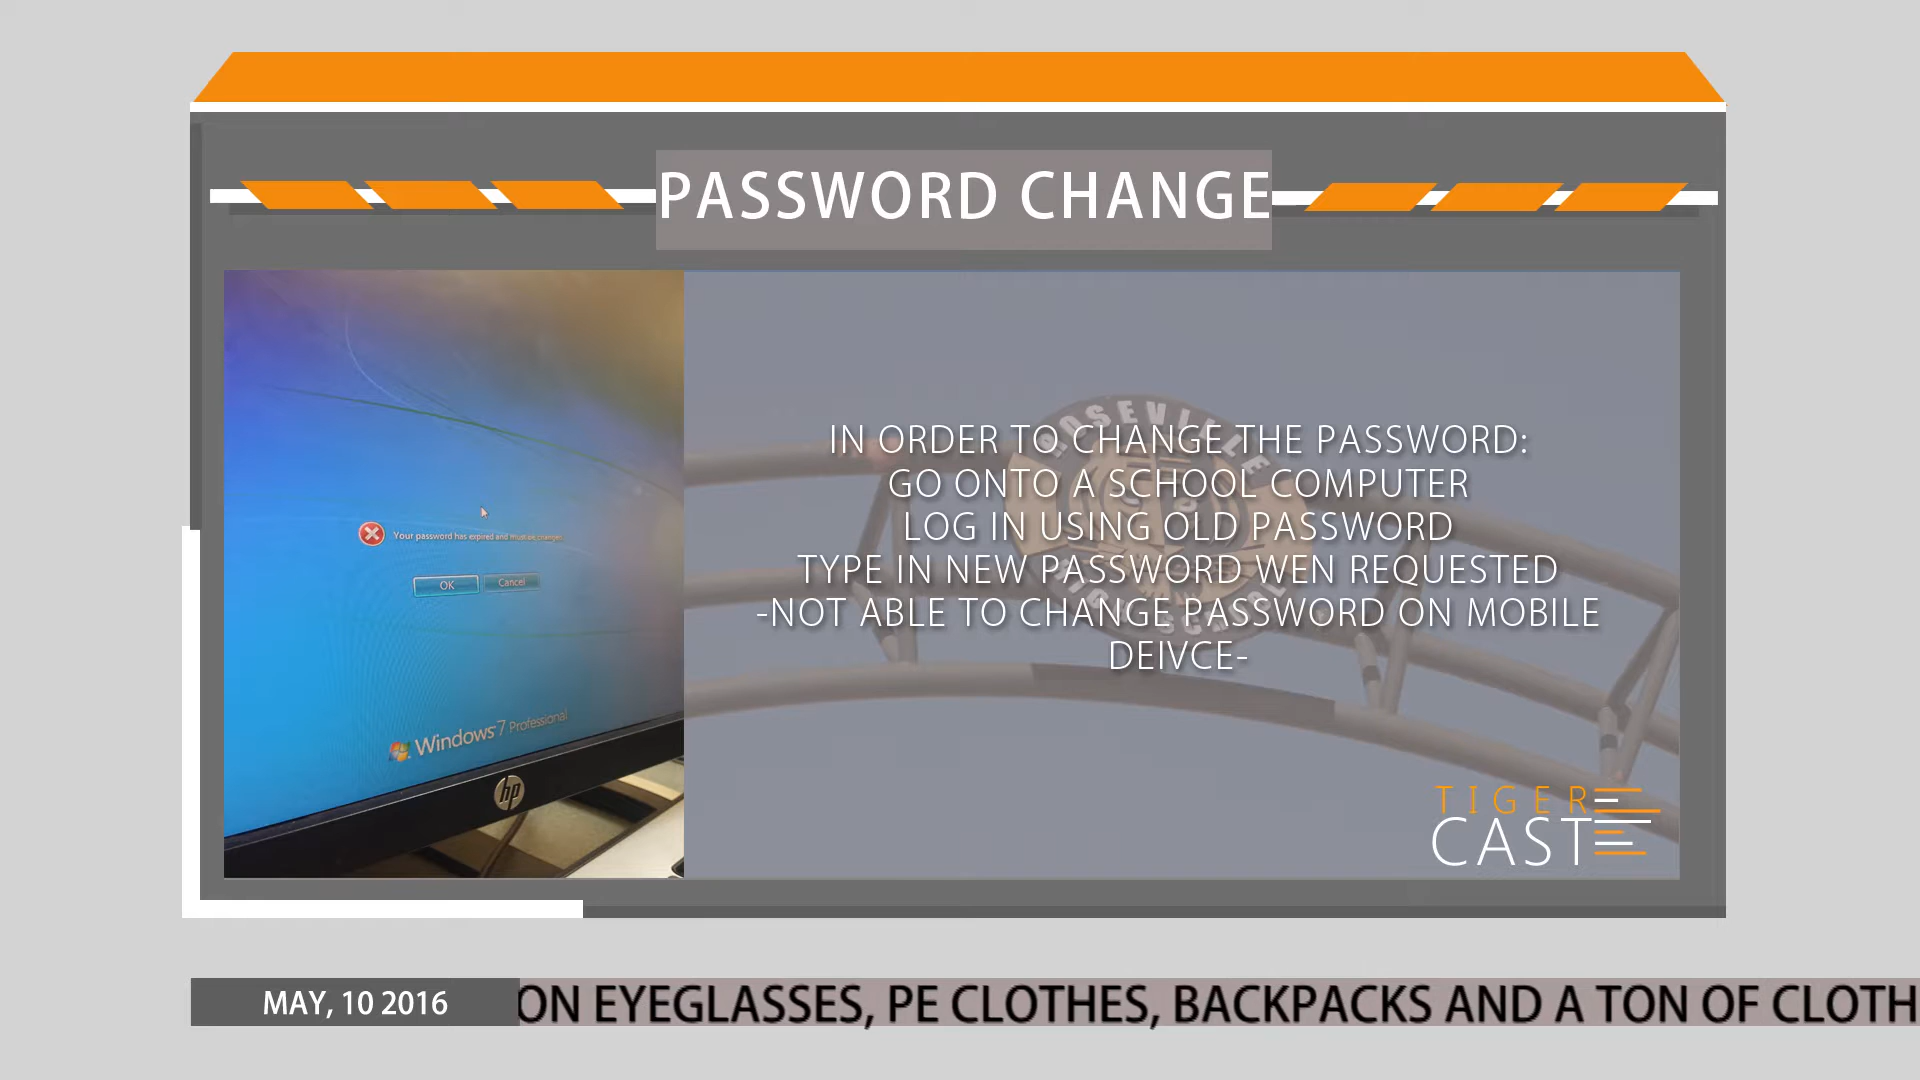 PASSWORD CHANGE
Your password has expired and must be changed.
OK
Cancel
Windows 7 Professional
hp
ROSEVILLE
HIGH SCHOOL
IN ORDER TO CHANGE THE PASSWORD:
GO ONTO A SCHOOL COMPUTER
LOG IN USING OLD PASSWORD
TYPE IN NEW PASSWORD WEN REQUESTED
-NOT ABLE TO CHANGE PASSWORD ON MOBILE
DEIVCE-
TIGER
CAST
MAY, 10 2016
ON EYEGLASSES, PE CLOTHES, BACKPACKS AND A TON OF CLOTH